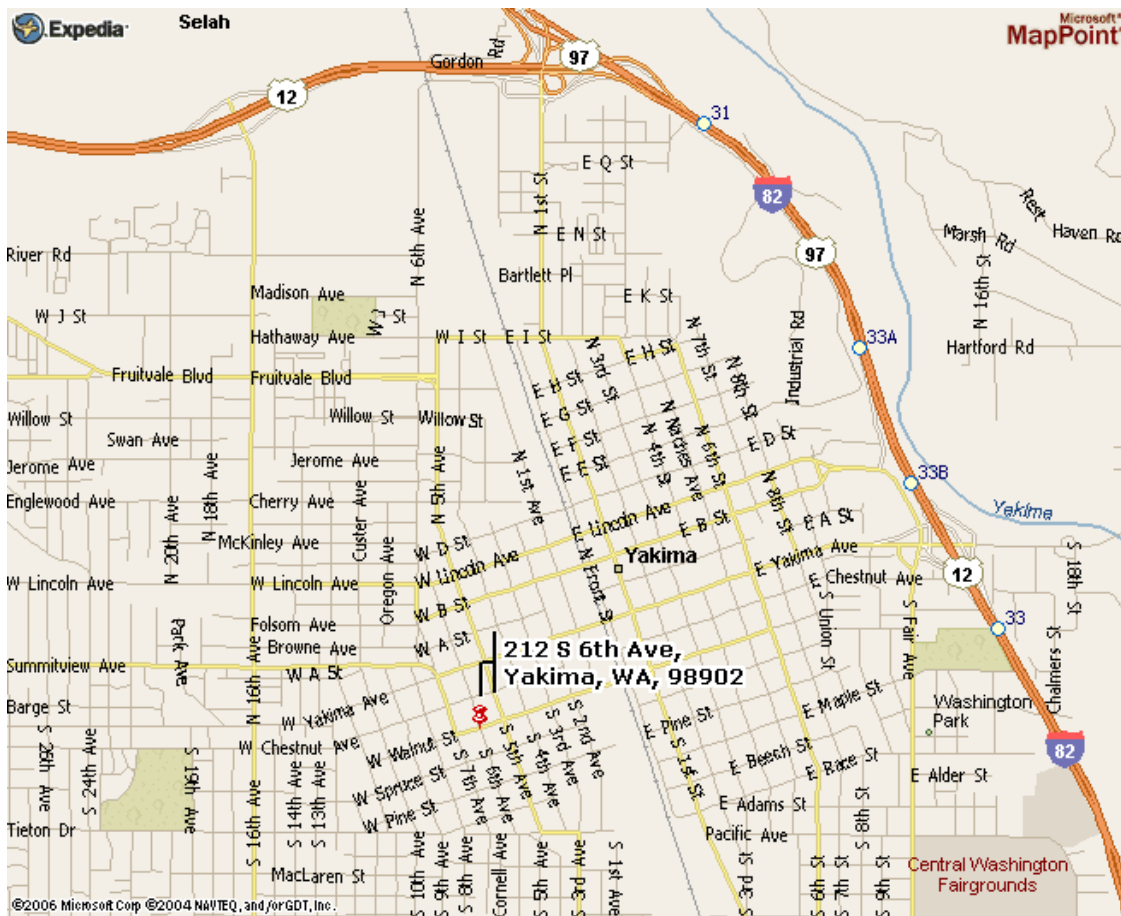 Expedia
Selah
Microsoft
MapPoint
Gordon Rd
97
12
31
E Q St
82
N 1st St
N 6th Ave
E N St
97
Rest Haven Rd
Marsh Rd
N 16th St
River Rd
Bartlett Pl
Madison Ave
E K St
W J St
J St
Industrial Rd
33A
Hathaway Ave
W I St
E I St
N 3rd St
E H St
N 7th St
N 8th St
Hartford Rd
Fruitvale Blvd
Fruitvale Blvd
E H St
Willow St
Willow St
Willow St
E G St
N Naches Ave
N 4th St
N 6th St
E D St
Swan Ave
Jerome Ave
Jerome Ave
N 1st Ave
N 5th Ave
N 8th St
33B
Englewood Ave
N 18th Ave
Cherry Ave
Custer Ave
N 20th Ave
E Lincoln Ave
E B St
E A St
Yakima
McKinley Ave
W D St
N Front St
Yakima
E Yakima Ave
S 18th St
W Lincoln Ave
W Lincoln Ave
W Lincoln Ave
Oregon Ave
Chestnut Ave
12
W B St
S Union St
S Fair Ave
33
Folsom Ave
Park Ave
Browne Ave
W A St
212 S 6th Ave,
Yakima, WA, 98902
Summitview Ave
W A St
N 16th Ave
Chalmers St
Barge St
W Yakima Ave
E Maple St
Washington
Park
E Pine St
W Chestnut Ave
W Walnut St
S 2nd Ave
S 3rd Ave
S 4th Ave
S 5th Ave
S 6th Ave
S 7th Ave
S 24th Ave
S 19th Ave
E Beech St
E Race St
82
W Spruce St
S 1st St
E Alder St
S 14th Ave
S 13th Ave
W Pine St
E Adams St
Tieton Dr
S 16th Ave
Pacific Ave
S 8th St
MacLaren St
S 10th Ave
S 9th Ave
S 8th Ave
Cornell Ave
S 5th Ave
S 3rd Ave
S 1st Ave
S 3rd St
S 6th St
S 7th St
S 9th St
Central Washington
Fairgrounds
©2006 Microsoft Corp ©2004 NAVTEQ, and/or GDT, Inc.